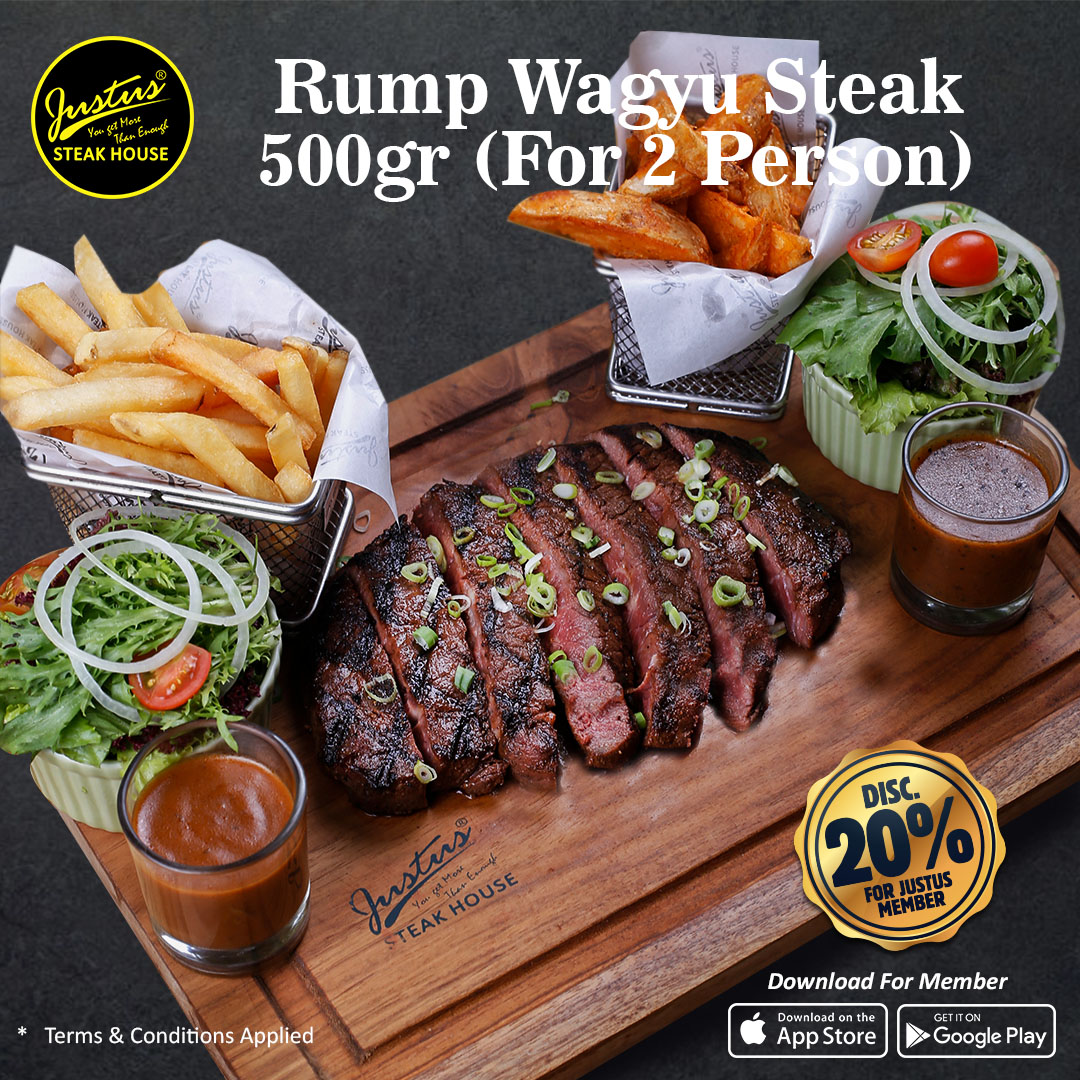 Justus®
You get More
Than Enough
STEAK HOUSE
Rump Wagyu Steak
500gr (For 2 Person)
Justus®
You get More
Than Enough
STEAK HOUSE
DISC.
20%
FOR JUSTUS
MEMBER
Download For Member
Download on the
App Store
GET IT ON
Google Play
* Terms & Conditions Applied